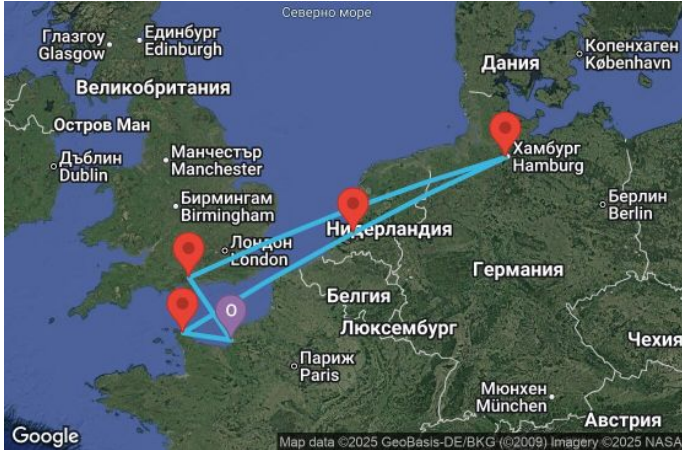 Северно море
Глазгоу
Glasgow
Единбург
Edinburgh
Копенхаген
København
Дания
Великобритания
Остров Ман
Дъблин
Dublin
Манчестър
Manchester
Хамбург
Hamburg
Бирмингам
Birmingham
Берлин
Berlin
Нидерландия
Лондон
London
Германия
Белгия
O
Люксембург
Чехия
Париж
Paris
Мюнхен
München
Австрия
Google
Map data ©2025 GeoBasis-DE/BKG (©2009) Imagery ©2025 NASA